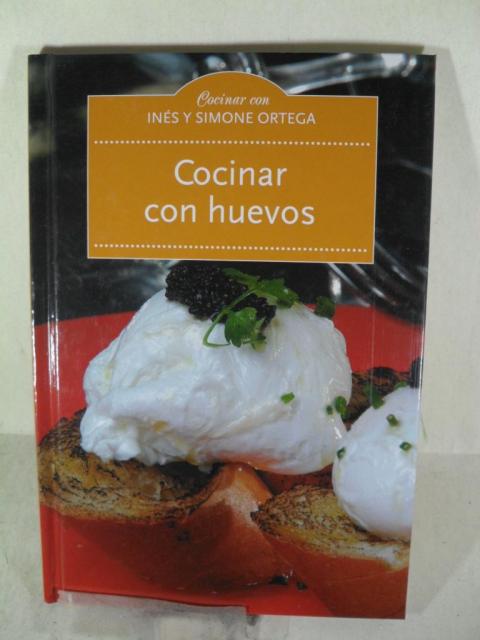 Cocinar con
INÉS Y SIMONE ORTEGA
Cocinar
con huevos